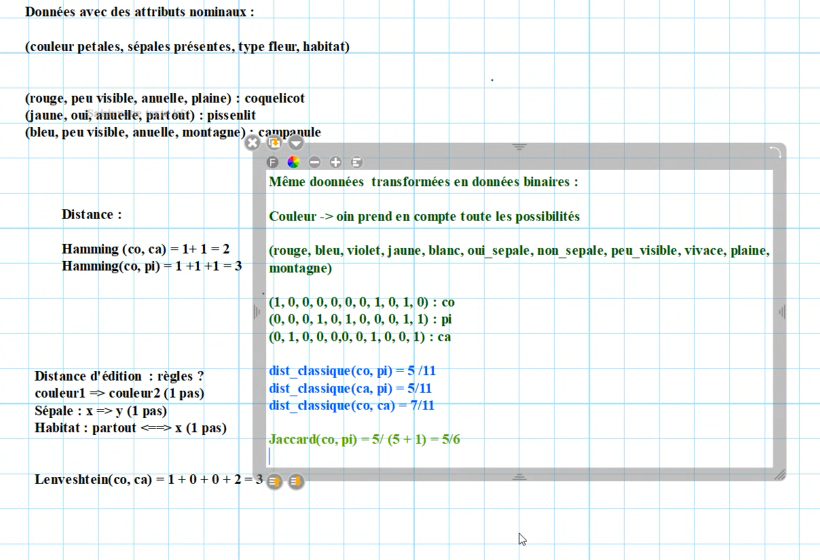 Données avec des attributs nominaux :
(couleur petales, sépales présentes, type fleur, habitat)
(rouge, peu visible, anuelle, plaine) : coquelicot
(jaune, oui, anuelle, partout) : pissenlit
(bleu, peu visible, anuelle, montagne) : campanule
Distance :
Hamming (co, ca) = 1+ 1 = 2
Hamming(co, pi) = 1 +1 +1 = 3
Distance d'édition : règles ?
couleur1 => couleur2 (1 pas)
Sépale : x => y (1 pas)
Habitat : partout <==> x (1 pas)
Lenveshtein(co, ca) = 1 + 0 + 0 + 2 = 3
Même doonnées transformées en données binaires :
Couleur -> oin prend en compte toute les possibilités
(rouge, bleu, violet, jaune, blanc, oui_sepale, non_sepale, peu_visible, vivace, plaine,
montagne)
(1, 0, 0, 0, 0, 0, 0, 1, 0, 1, 0) : co
(0, 0, 0, 1, 0, 1, 0, 0, 0, 1, 1) : pi
(0, 1, 0, 0, 0,0, 0, 1, 0, 0, 1) : ca
dist_classique(co, pi) = 5 /11
dist_classique(ca, pi) = 5/11
dist_classique(co, ca) = 7/11
Jaccard(co, pi) = 5/ (5 + 1) = 5/6